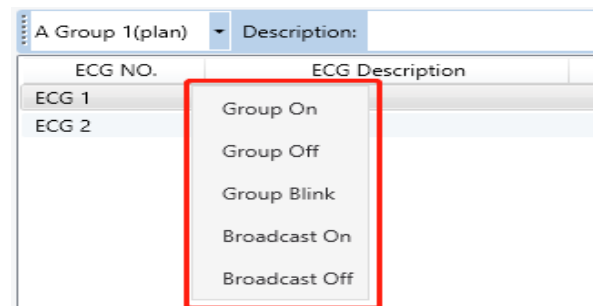 A Group 1(plan) Description:
ECG NO. ECG Description
ECG 1
ECG 2
Group On
Group Off
Group Blink
Broadcast On
Broadcast Off